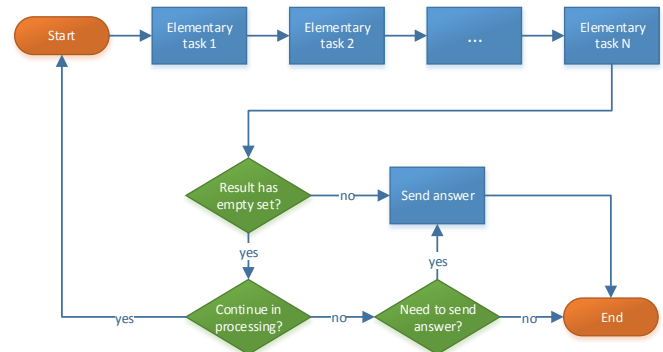 Start
Elementary
task 1
Elementary
task 2
...
Elementary
task N
Result has
empty set?
no
Send answer
yes
yes
Continue in
processing?
no
Need to send
answer?
no
End
yes